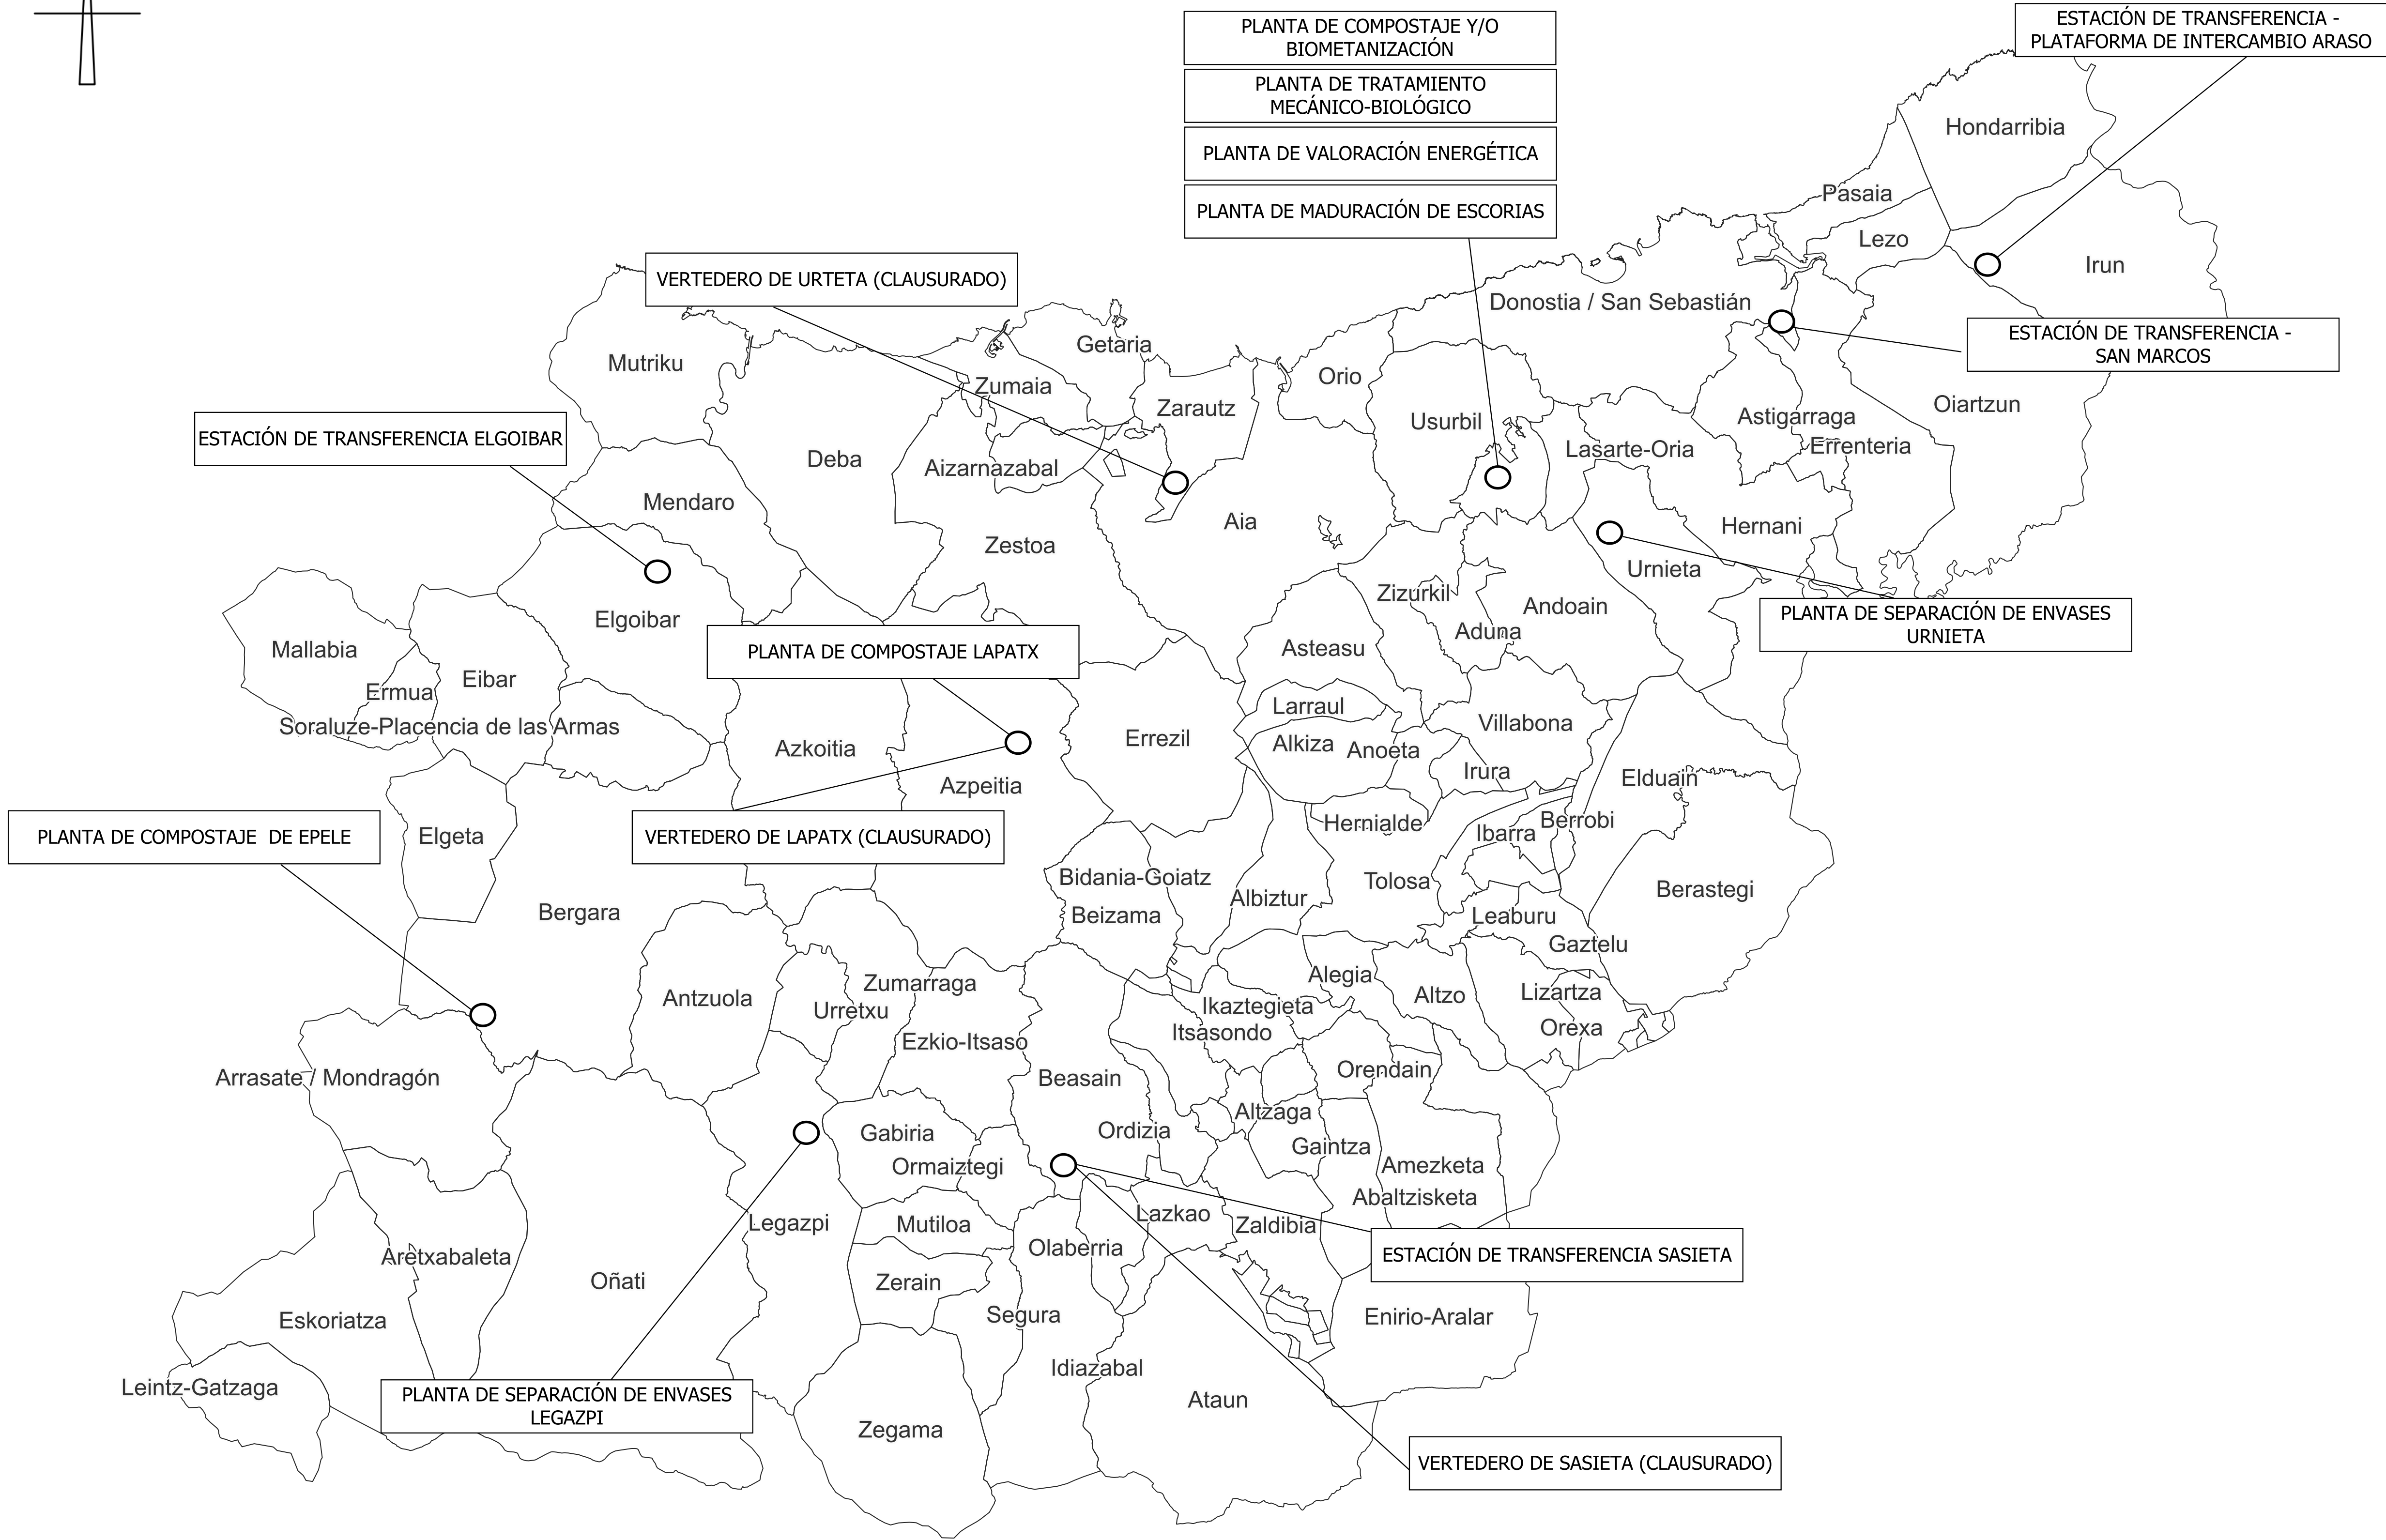 PLANTA DE COMPOSTAJE Y/O
BIOMETANIZACIÓN
PLANTA DE TRATAMIENTO
MECÁNICO-BIOLÓGICO
PLANTA DE VALORACIÓN ENERGÉTICA
PLANTA DE MADURACIÓN DE ESCORIAS
ESTACIÓN DE TRANSFERENCIA -
PLATAFORMA DE INTERCAMBIO ARASO
Hondarribia
Pasaia
Lezo
Irun
VERTEDERO DE URTETA (CLAUSURADO)
Donostia / San Sebastián
ESTACIÓN DE TRANSFERENCIA -
SAN MARCOS
Mutriku
Getaria
Zumaia
Orio
Zarautz
Usurbil
Astigarraga
Oiartzun
ESTACIÓN DE TRANSFERENCIA ELGOIBAR
Deba
Aizarnazabal
Lasarte-Oria
Errenteria
Mendaro
Aia
Hernani
Zestoa
Urnieta
Zizurkil
Andoain
PLANTA DE SEPARACIÓN DE ENVASES
URNIETA
Elgoibar
Aduna
Mallabia
PLANTA DE COMPOSTAJE LAPATX
Asteasu
Ermua
Eibar
Larraul
Soraluze-Placencia de las Armas
Villabona
Azkoitia
Errezil
Alkiza
Anoeta
Azpeitia
Irura
Elduain
PLANTA DE COMPOSTAJE  DE EPELE
Elgeta
VERTEDERO DE LAPATX (CLAUSURADO)
Hernialde
Ibarra
Berrobi
Bidania-Goiatz
Tolosa
Berastegi
Bergara
Beizama
Albiztur
Leaburu
Gaztelu
Antzuola
Zumarraga
Urretxu
Alegia
Altzo
Lizartza
Ikaztegieta
Itsasondo
Orexa
Ezkio-Itsaso
Arrasate / Mondragón
Beasain
Orendain
Altzaga
Gabiria
Ordizia
Gaintza
Ormaiztegi
Amezketa
Abaltzisketa
Legazpi
Mutiloa
Lazkao
Zaldibia
Olaberria
ESTACIÓN DE TRANSFERENCIA SASIETA
Aretxabaleta
Oñati
Zerain
Segura
Enirio-Aralar
Eskoriatza
Idiazabal
Leintz-Gatzaga
PLANTA DE SEPARACIÓN DE ENVASES
LEGAZPI
Ataun
Zegama
VERTEDERO DE SASIETA (CLAUSURADO)